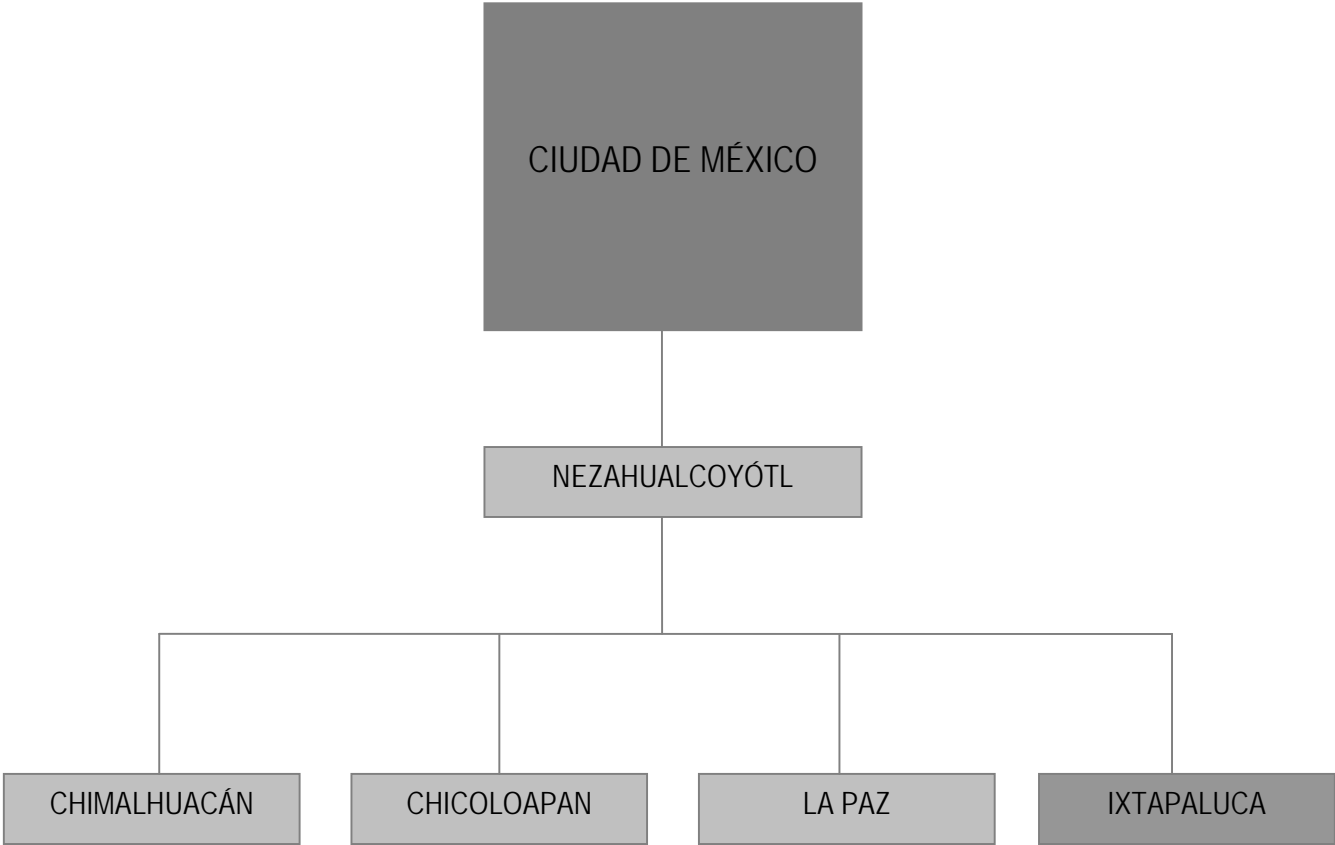 CIUDAD DE MÉXICO
NEZAHUALCOYÓTL
CHIMALHUACÁN
CHICOLOAPAN
LA PAZ
IXTAPALUCA